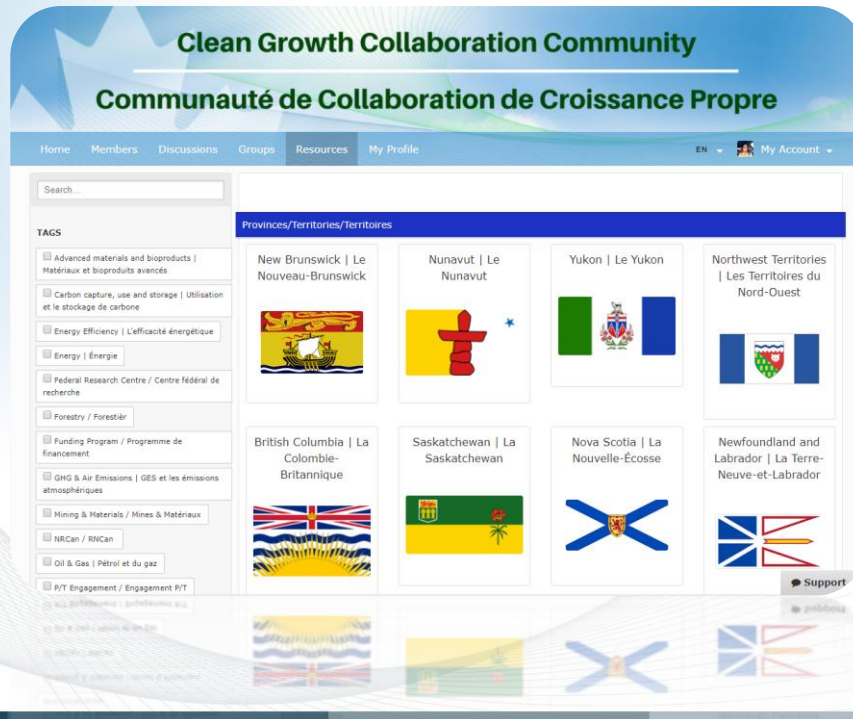 Clean Growth Collaboration Community
Communauté de Collaboration de Croissance Propre
Home Members Discussions Groups Resources My Profile EN My Account
Search...
TAGS
Advanced materials and bioproducts |
Matériaux et bioproduits avancés
Carbon capture, use and storage | Utilisation
et le stockage de carbone
Energy Efficiency | L'efficacité énergétique
Energy | Énergie
Federal Research Centre / Centre fédéral de
recherche
Forestry / Forestièr
Funding Program / Programme de
financement
GHG & Air Emissions | GES et les émissions
atmosphériques
Mining & Materials / Mines & Matériaux
NRCan / RNCan
Oil & Gas | Pétrol et du gaz
P/T Engagement / Engagement P/T
Provinces/Territories/Territoires
New Brunswick | Le
Nouveau-Brunswick
Nunavut | Le
Nunavut
Yukon | Le Yukon
Northwest Territories
| Les Territoires du
Nord-Ouest
British Columbia | La
Colombie-
Britannique
Saskatchewan | La
Saskatchewan
Nova Scotia | La
Nouvelle-Écosse
Newfoundland and
Labrador | La Terre-
Neuve-et-Labrador
Support